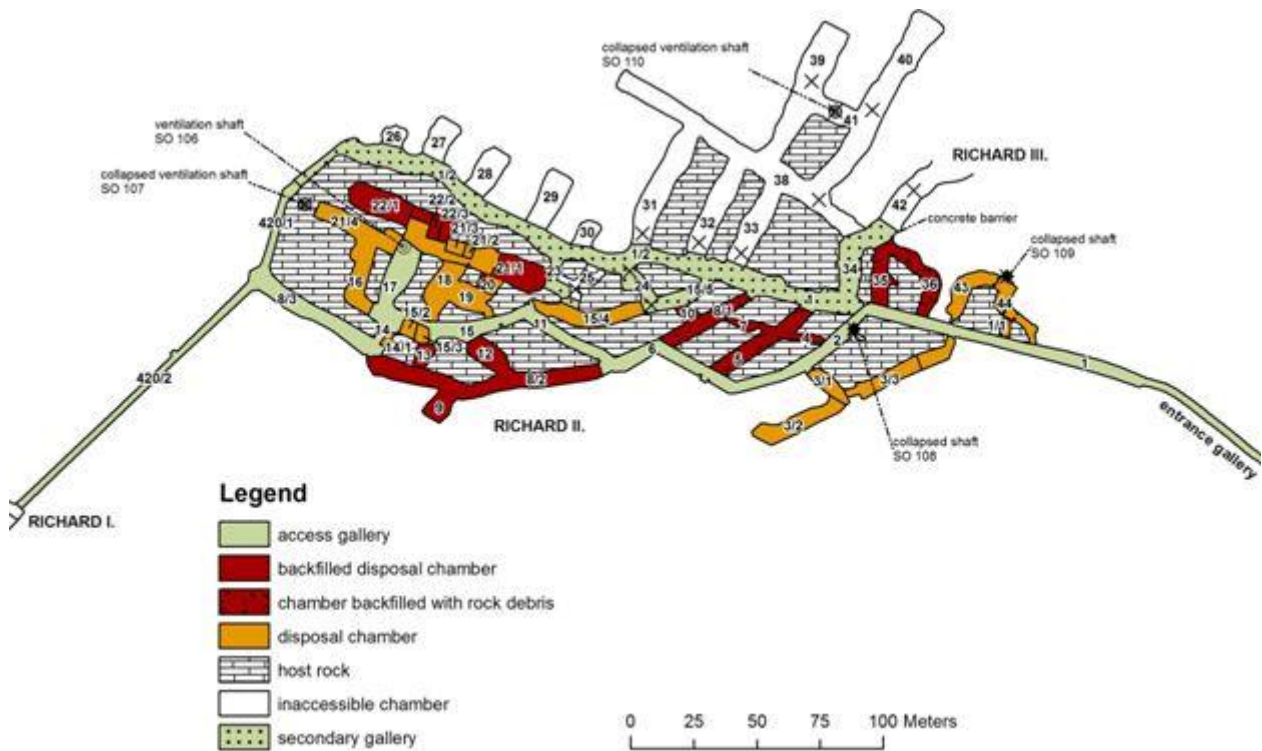 collapsed ventilation shaft
SO 110
39
40
41
ventilation shaft
SO 106
26
27
28
29
30
31
32
33
38
RICHARD III.
42
concrete barrier
collapsed ventilation shaft
SO 107
1/2
22/2
22/1
22/3
21/3
21/4
21/2
420/1
1/2
34
35
36
collapsed shaft
SO 109
43
44
1/1
16
17
18
19
20
23
25
24
15/5
1
8/3
15/2
14
15
11
15/4
10
8/1
7
4
2
14/1
13
15/3
12
6
5
420/2
8/2
9
RICHARD II.
3/1
3/3
3/2
1
entrance gallery
collapsed shaft
SO 108
RICHARD I.
Legend
access gallery
backfilled disposal chamber
chamber backfilled with rock debris
disposal chamber
host rock
inaccessible chamber
secondary gallery
0 25 50 75 100 Meters